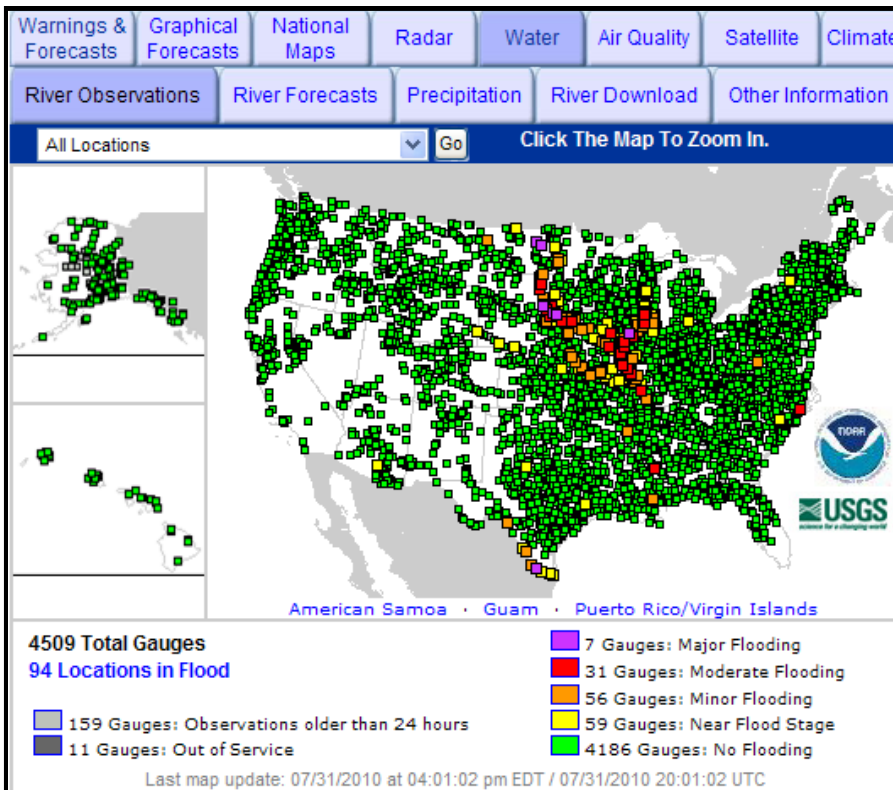 Warnings & Forecasts
Graphical Forecasts
National Maps
Radar
Water
Air Quality
Satellite
Climate
River Observations
River Forecasts
Precipitation
River Download
Other Information
All Locations
Go
Click The Map To Zoom In.
NOAA
USGS
science for a changing world
American Samoa · Guam · Puerto Rico/Virgin Islands
4509 Total Gauges
94 Locations in Flood
159 Gauges: Observations older than 24 hours
11 Gauges: Out of Service
7 Gauges: Major Flooding
31 Gauges: Moderate Flooding
56 Gauges: Minor Flooding
59 Gauges: Near Flood Stage
4186 Gauges: No Flooding
Last map update: 07/31/2010 at 04:01:02 pm EDT / 07/31/2010 20:01:02 UTC